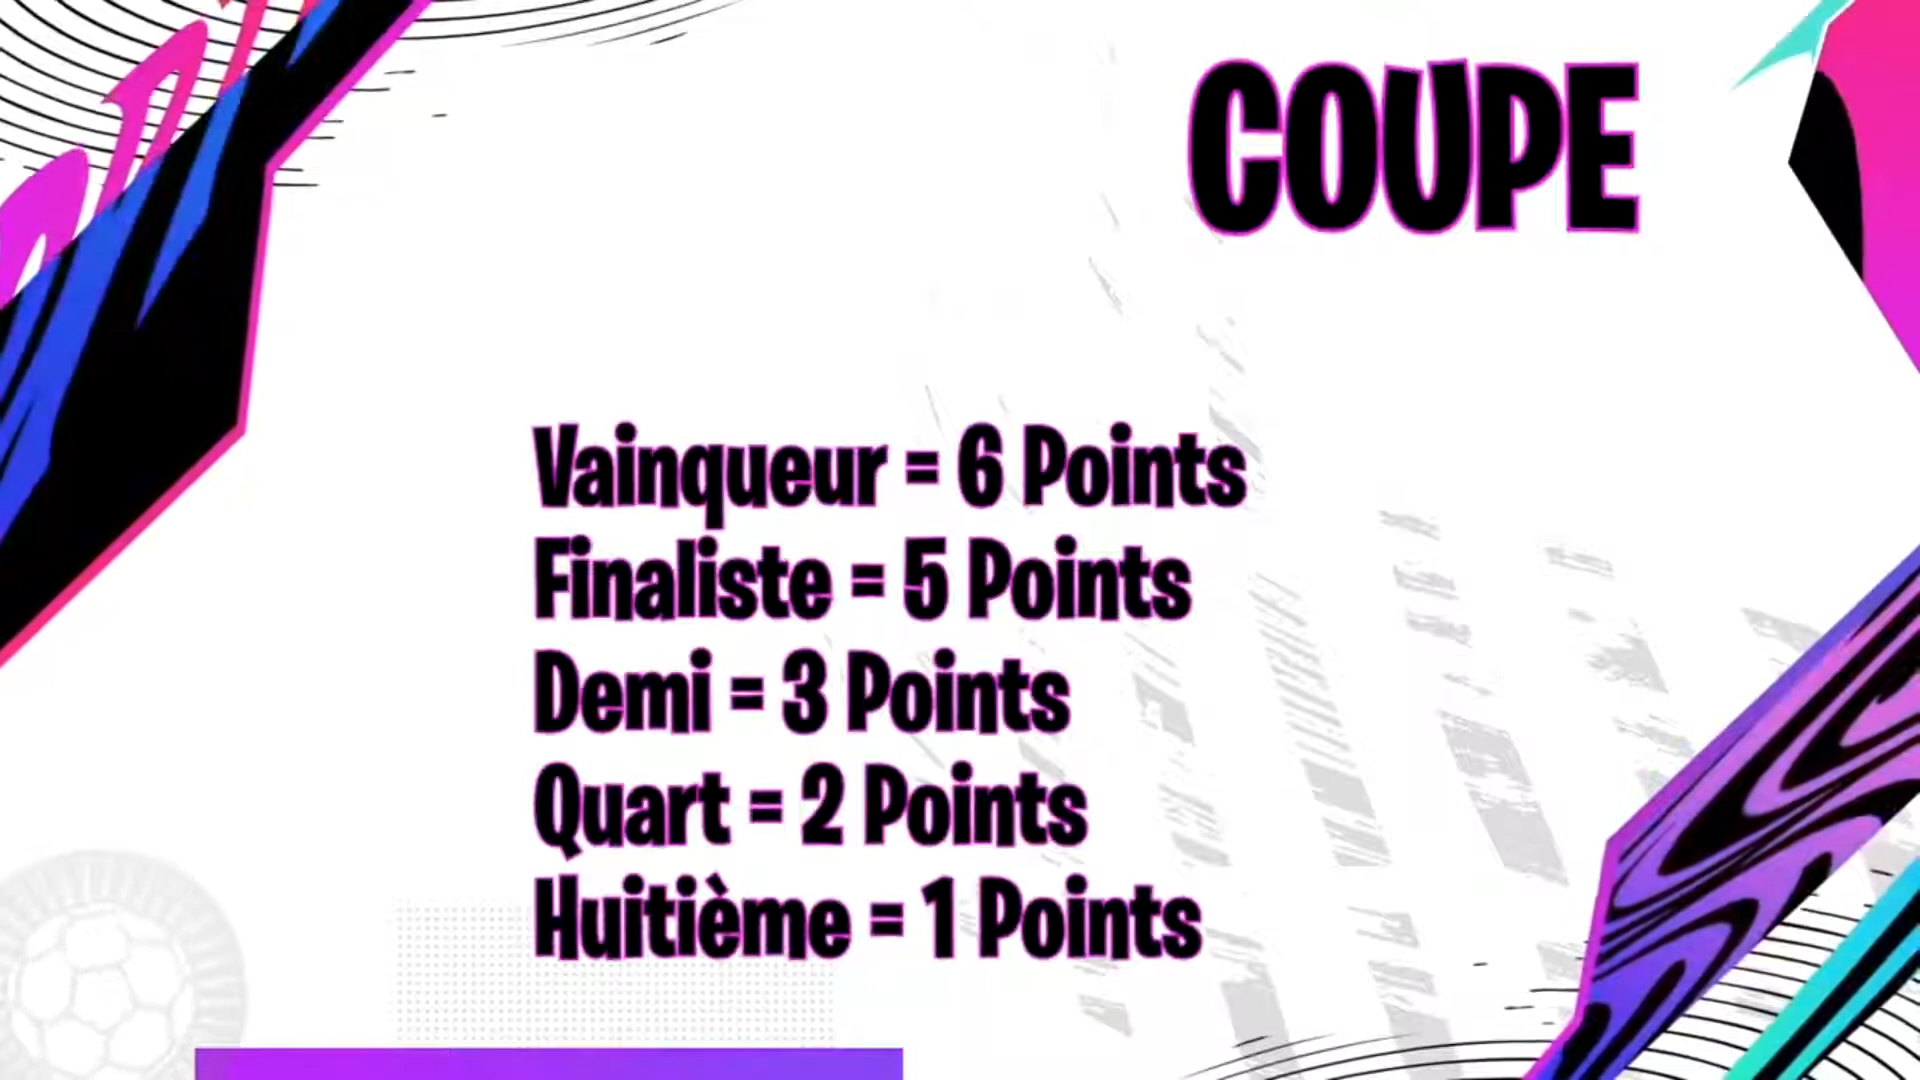 COUPE
Vainqueur = 6 Points
Finaliste = 5 Points
Demi = 3 Points
Quart = 2 Points
Huitième = 1 Points